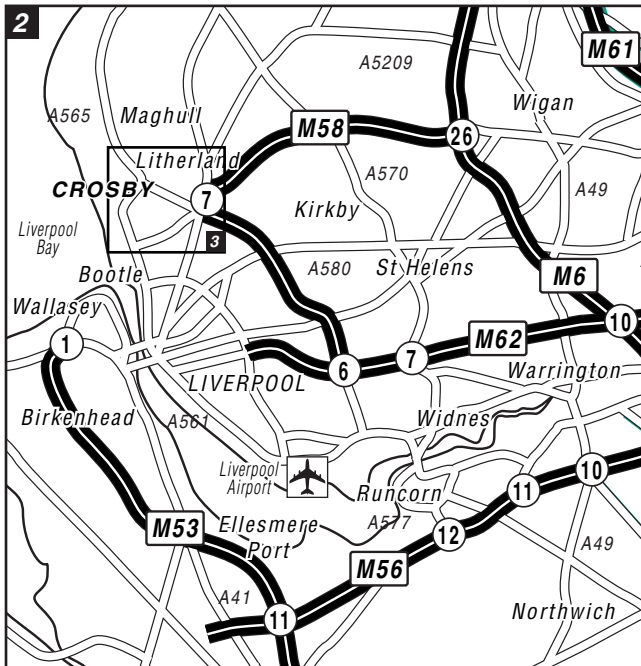 2
M61
A5209
Wigan
A565
Maghull
M58
26
Litherland
A570
CROSBY
A49
7
Kirkby
Liverpool
Bay
3
A580
St Helens
Bootle
M6
Wallasey
10
1
M62
7
6
LIVERPOOL
Warrington
Birkenhead
A561
Widnes
Liverpool
Airport
10
Runcorn
11
Ellesmere
Port
A577
M53
12
A49
M56
A41
11
Northwich